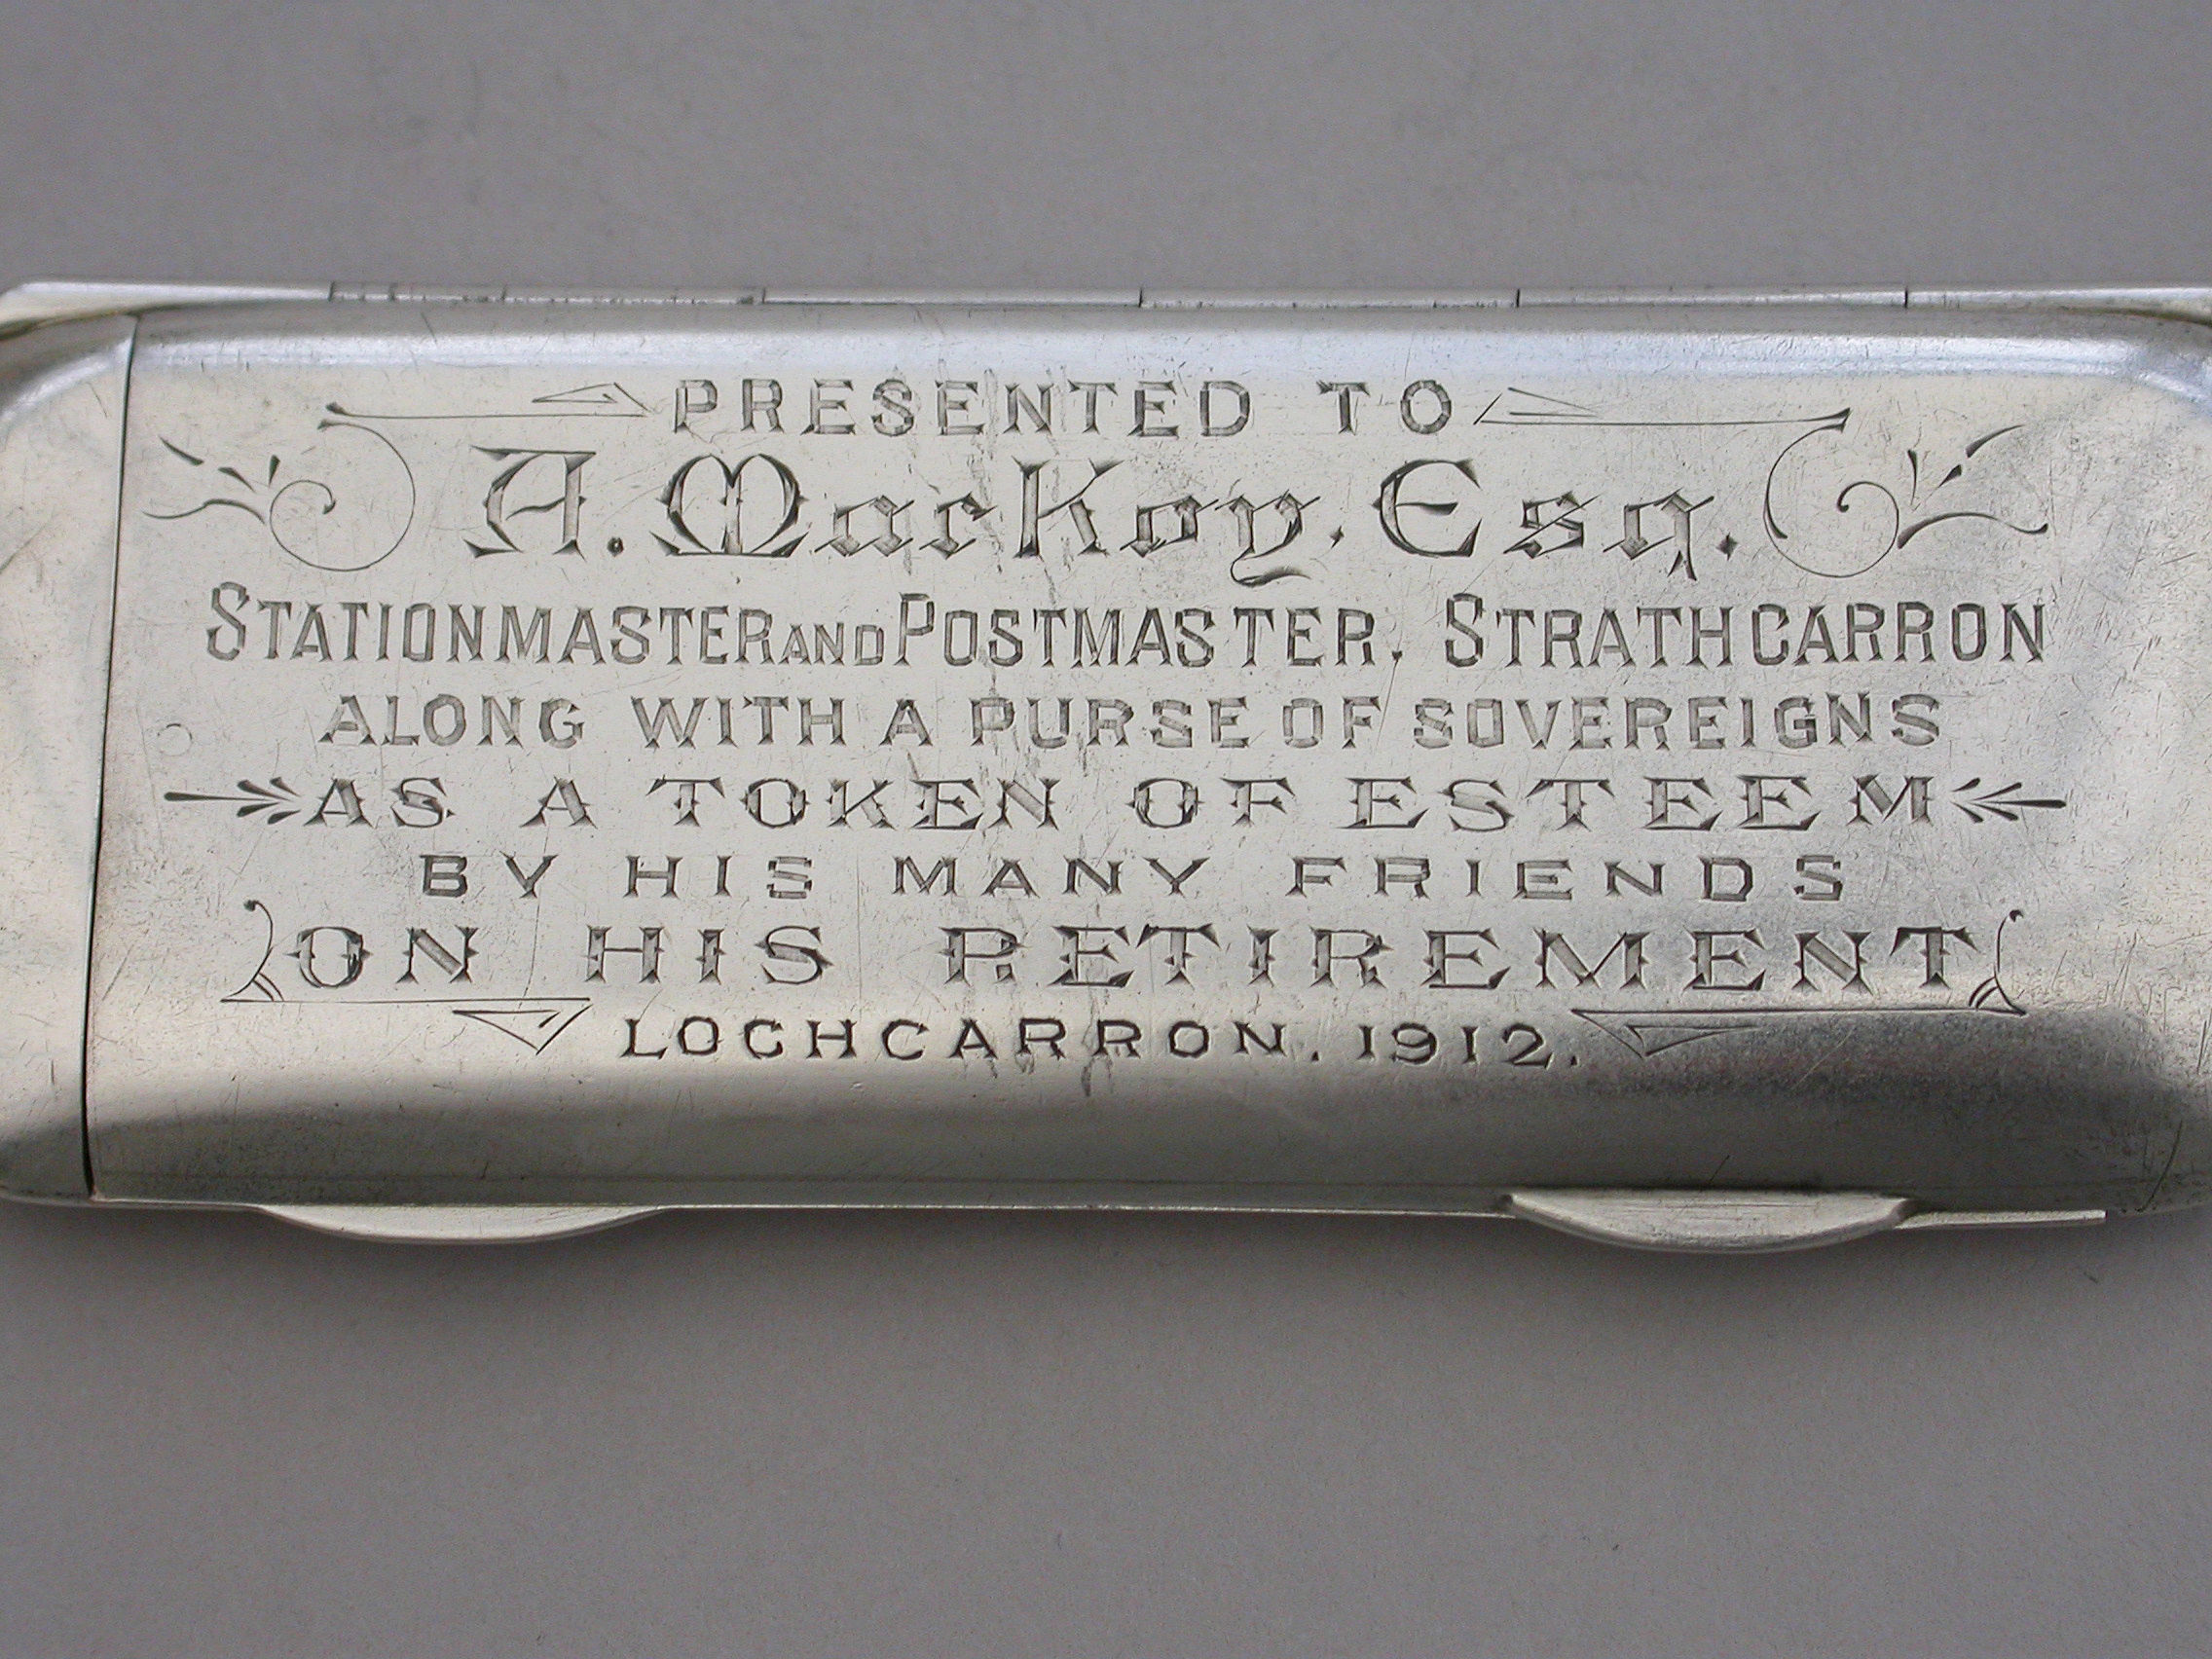 PRESENTED TO
A. MacKay, Esq.
STATIONMASTER AND POSTMASTER, STRATHCARRON
ALONG WITH A PURSE OF SOVEREIGNS
AS A TOKEN OF ESTEEM
BY HIS MANY FRIENDS
ON HIS RETIREMENT
LOCHCARRON. 1912.